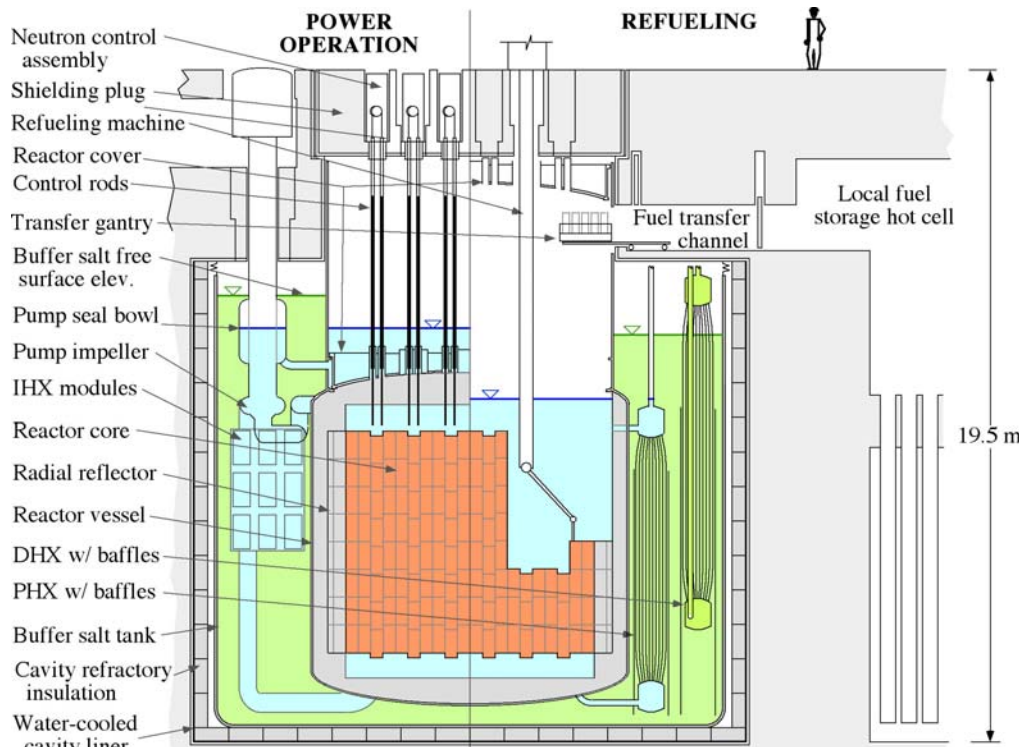 POWER
OPERATION
REFUELING
Neutron control
assembly
Shielding plug
Refueling machine
Reactor cover
Control rods
Transfer gantry
Buffer salt free
surface elev.
Pump seal bowl
Pump impeller
IHX modules
Reactor core
Radial reflector
Reactor vessel
DHX w/ baffles
PHX w/ baffles
Buffer salt tank
Cavity refractory
insulation
Water-cooled
cavity liner
Fuel transfer
channel
Local fuel
storage hot cell
19.5 m